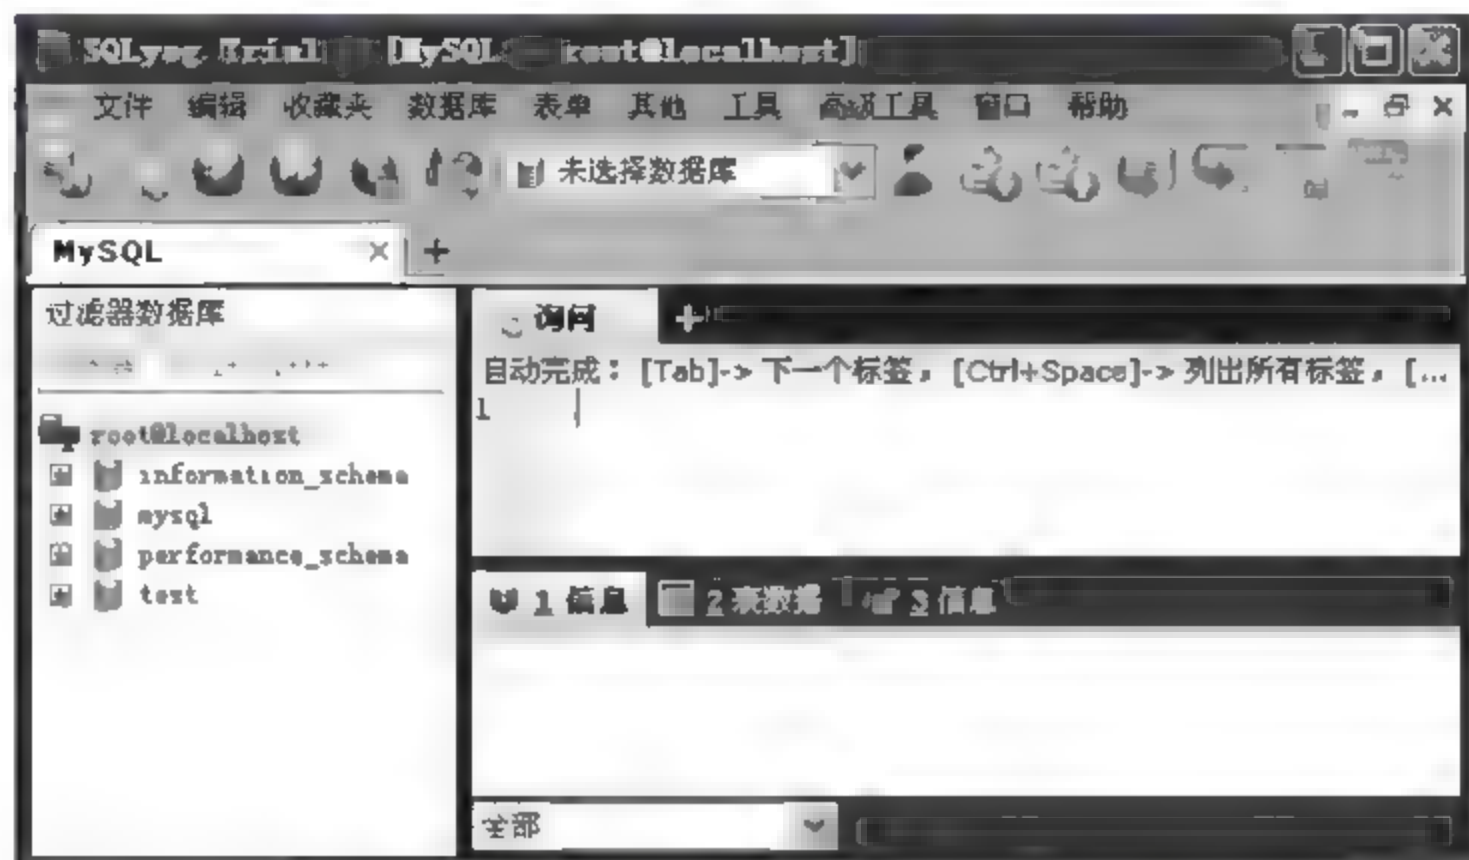 SQLyog Trial [MySQL - root@localhost]
文件 编辑 收藏夹 数据库 表单 其他 工具 高级工具 窗口 帮助
未选择数据库
MySQL
过滤器数据库
询问
自动完成：[Tab]-> 下一个标签，[Ctrl+Space]-> 列出所有标签，[...
1
root@localhost
information_schema
mysql
performance_schema
test
1 信息 2 表数据 3 信息
全部